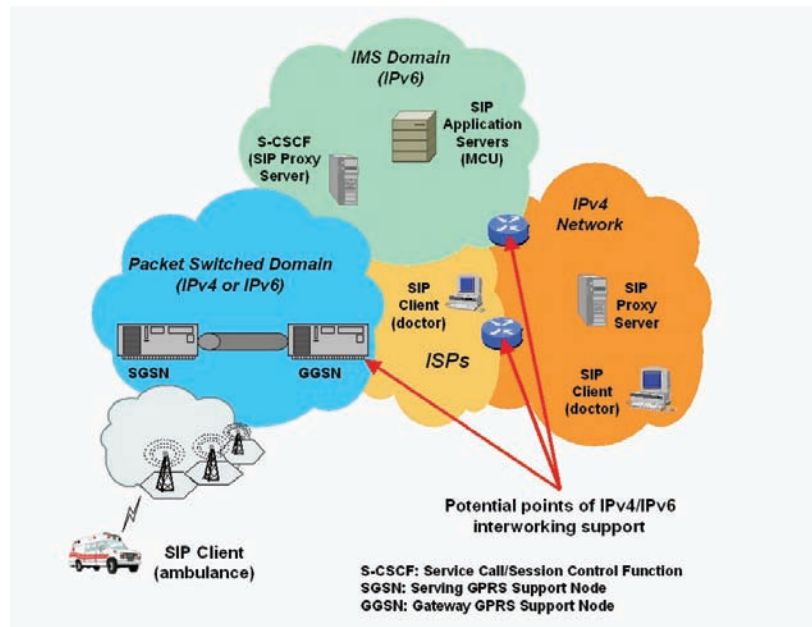 IMS Domain
(IPv6)
SIP
Application
Servers
(MCU)
S-CSCF
(SIP Proxy
Server)
IPv4
Network
Packet Switched Domain
(IPv4 or IPv6)
SIP
Client
(doctor)
SIP
Proxy
Server
SGSN
GGSN
ISPs
SIP
Client
(doctor)
Potential points of IPv4/IPv6
interworking support
SIP Client
(ambulance)
S-CSCF: Service Call/Session Control Function
SGSN: Serving GPRS Support Node
GGSN: Gateway GPRS Support Node